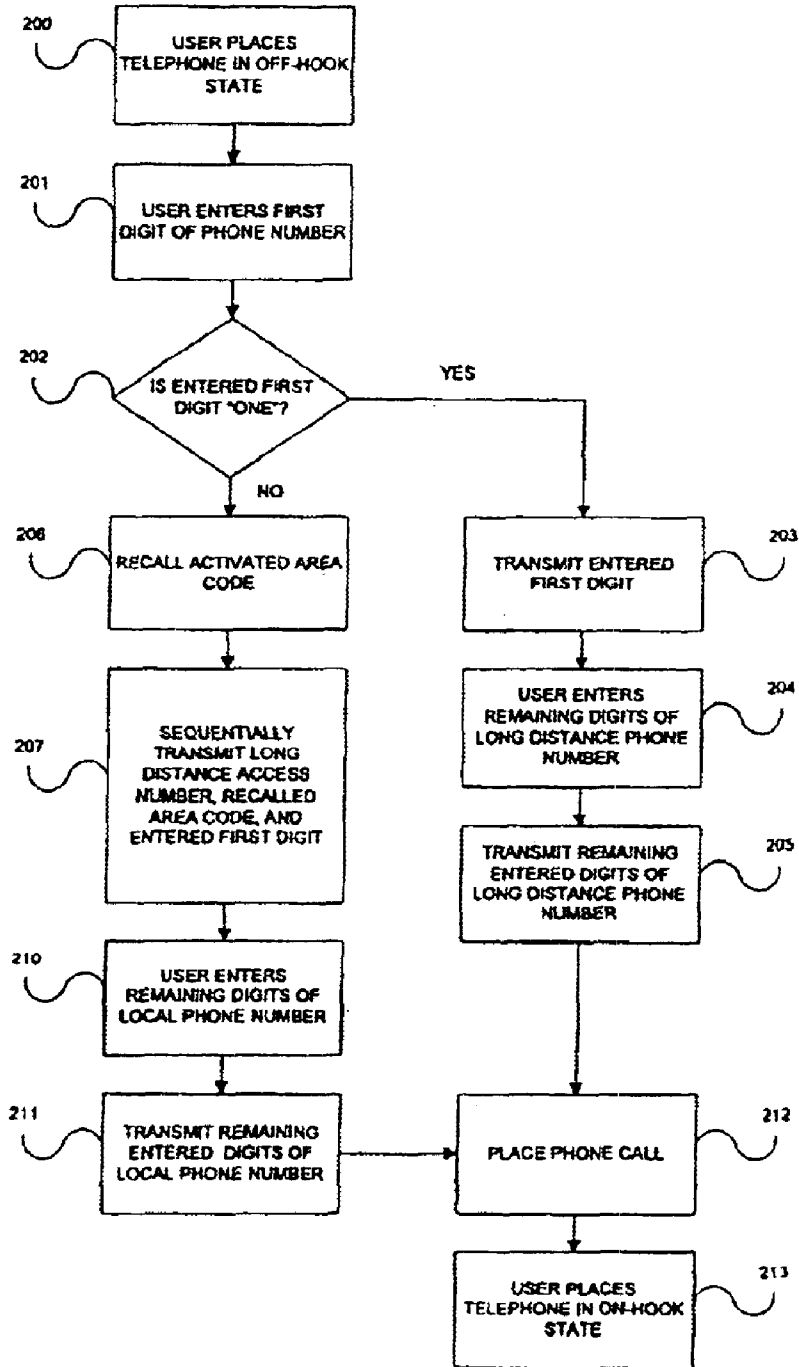 200
USER PLACES
TELEPHONE IN OFF-HOOK
STATE
201
USER ENTERS FIRST
DIGIT OF PHONE NUMBER
202
IS ENTERED FIRST
DIGIT "ONE"?
YES
NO
206
RECALL ACTIVATED AREA
CODE
203
TRANSMIT ENTERED
FIRST DIGIT
207
SEQUENTIALLY
TRANSMIT LONG
DISTANCE ACCESS
NUMBER, RECALLED
AREA CODE, AND
ENTERED FIRST DIGIT
204
USER ENTERS
REMAINING DIGITS OF
LONG DISTANCE PHONE
NUMBER
205
TRANSMIT REMAINING
ENTERED DIGITS OF
LONG DISTANCE PHONE
NUMBER
210
USER ENTERS
REMAINING DIGITS OF
LOCAL PHONE NUMBER
211
TRANSMIT REMAINING
ENTERED DIGITS OF
LOCAL PHONE NUMBER
212
PLACE PHONE CALL
213
USER PLACES
TELEPHONE IN ON-HOOK
STATE